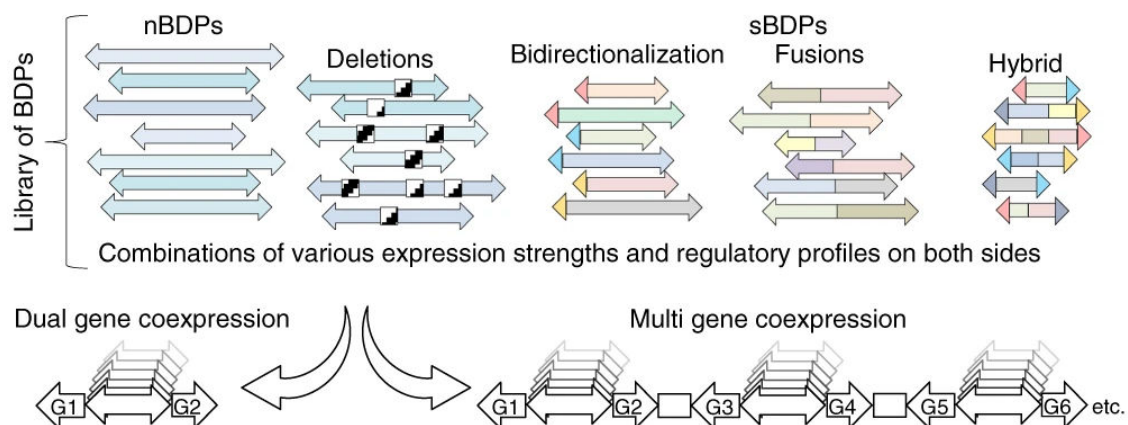 nBDPs
sBDPs
Deletions
Bidirectionalization
Fusions
Hybrid
Library of BDPs
Combinations of various expression strengths and regulatory profiles on both sides
Dual gene coexpression
Multi gene coexpression
G1 G2
G1 G2 G3 G4 G5 G6 etc.